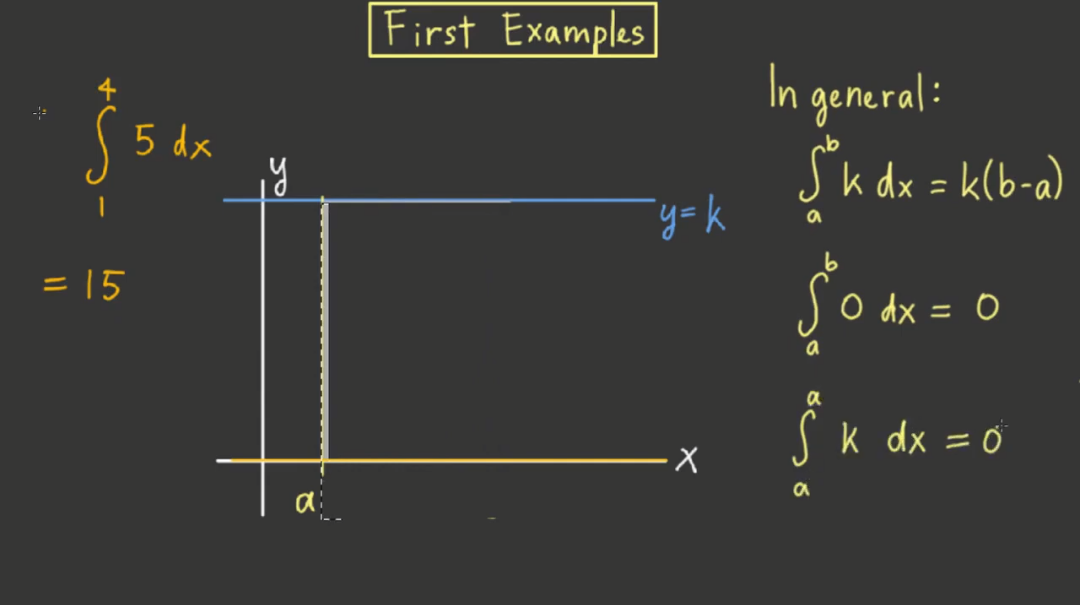 First Examples
∫₁⁴ 5 dx
= 15
y
y = k
x
a
In general:
∫ₐᵇ k dx = k(b-a)
∫ₐᵇ 0 dx = 0
∫ₐᵃ k dx = 0